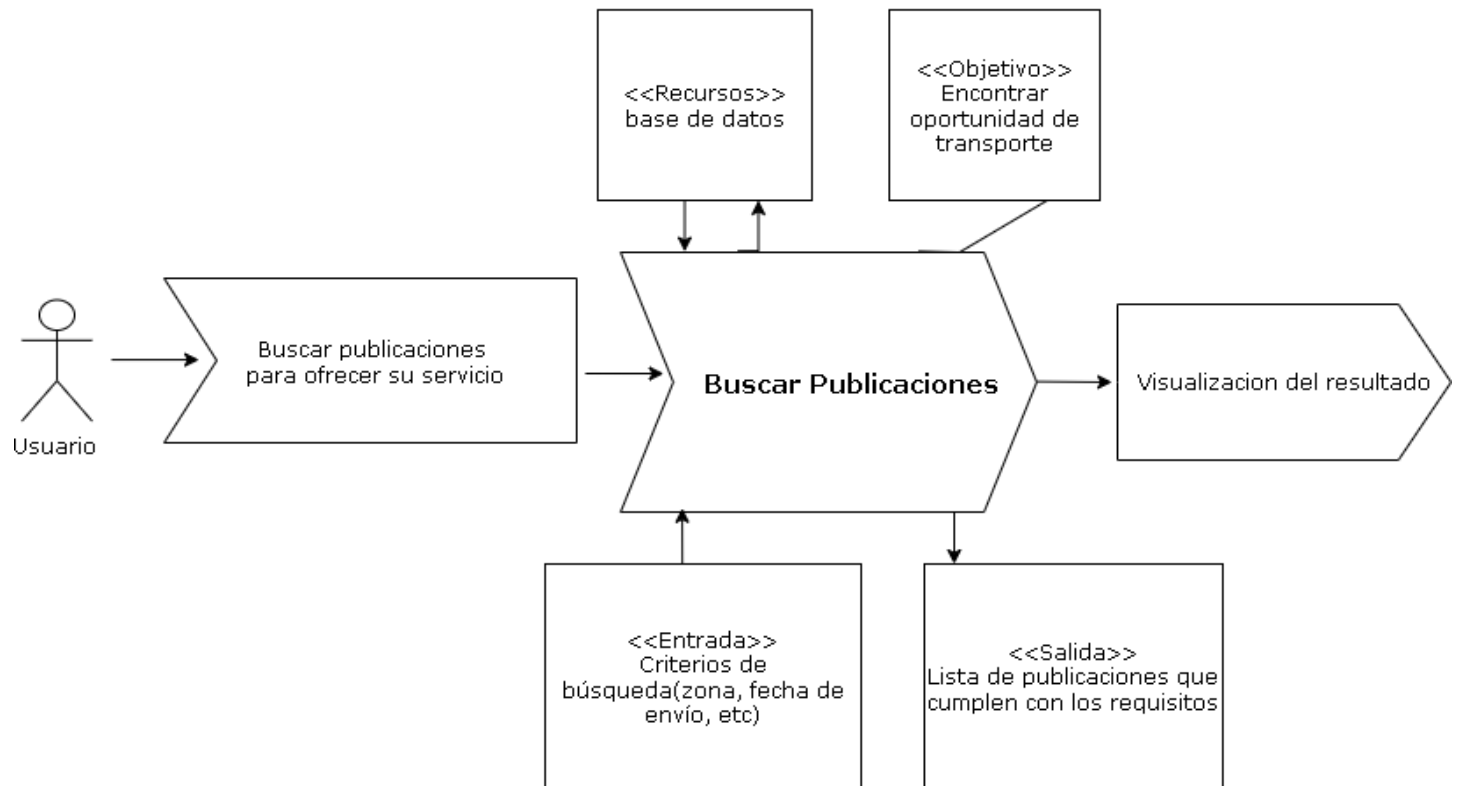 <<Recursos>>
base de datos
<<Objetivo>>
Encontrar
oportunidad de
transporte
Usuario
Buscar publicaciones
para ofrecer su servicio
Buscar Publicaciones
Visualizacion del resultado
<<Entrada>>
Criterios de
búsqueda(zona, fecha de
envío, etc)
<<Salida>>
Lista de publicaciones que
cumplen con los requisitos